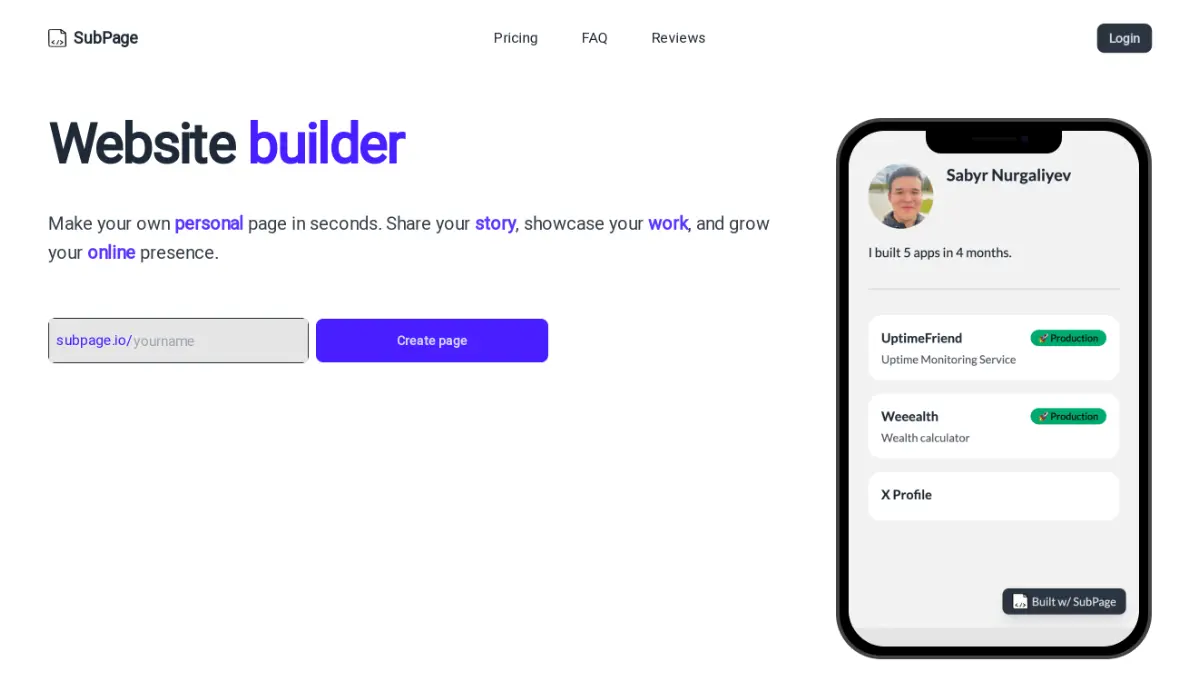 SubPage
Pricing
FAQ
Reviews
Login
Website builder
Make your own personal page in seconds. Share your story, showcase your work, and grow
your online presence.
subpage.io/yourname
Create page
Sabyr Nurgaliyev
I built 5 apps in 4 months.
UptimeFriend
🚀 Production
Uptime Monitoring Service
Weeealth
🚀 Production
Wealth calculator
X Profile
Built w/ SubPage